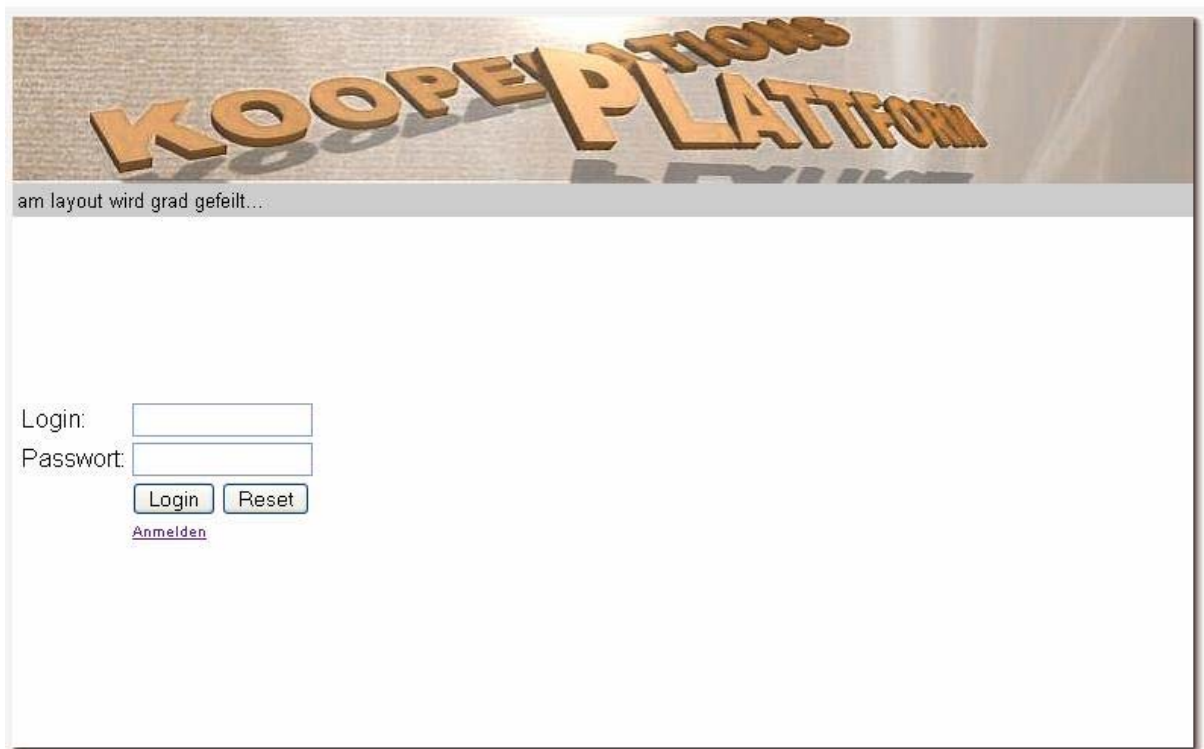 KOOPERATIONS
PLATTFORM
am layout wird grad gefeilt...
Login:
Passwort:
Login Reset
Anmelden